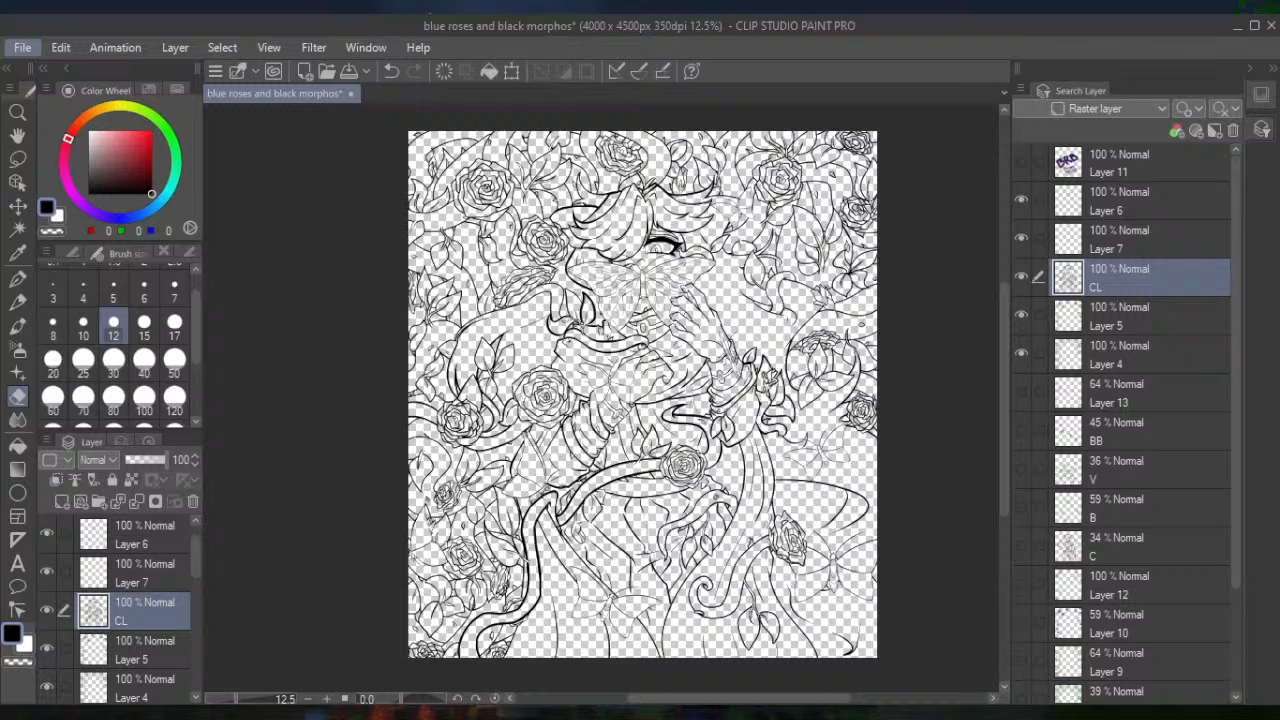 blue roses and black morphos* (4000 x 4500px 350dpi 12.5%) - CLIP STUDIO PAINT PRO
File Edit Animation Layer Select View Filter Window Help
Color Wheel
blue roses and black morphos*
Search Layer
Raster layer
BRB
100 % Normal
Layer 11
100 % Normal
Layer 6
100 % Normal
Layer 7
100 % Normal
CL
100 % Normal
Layer 5
100 % Normal
Layer 4
64 % Normal
Layer 13
45 % Normal
BB
36 % Normal
V
59 % Normal
B
34 % Normal
C
100 % Normal
Layer 12
59 % Normal
Layer 10
64 % Normal
Layer 9
39 % Normal
0 0 0
Brush
3 4 5 6 7
8 10 12 15 17
20 25 30 40 50
60 70 80 100 120
Layer
Normal 100
100 % Normal
Layer 6
100 % Normal
Layer 7
100 % Normal
CL
100 % Normal
Layer 5
100 % Normal
Layer 4
12.5 0.0